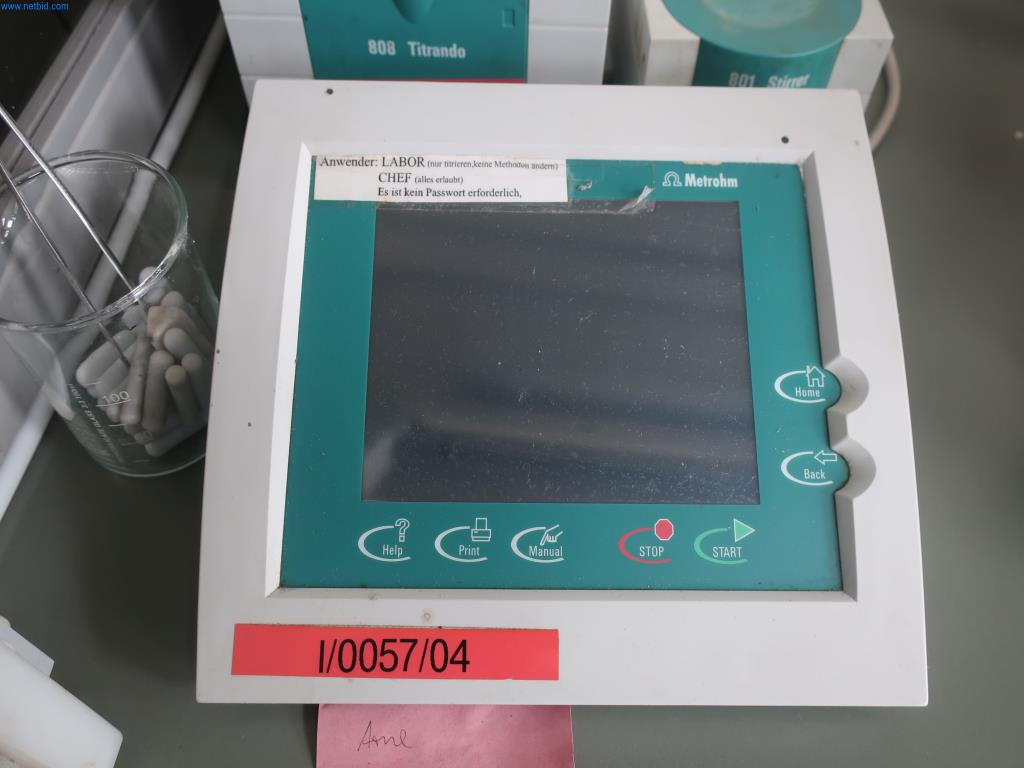 www.netbid.com
808 Titrando
801 Stirrer
Anwender: LABOR (nur titrieren,keine Methoden ändern)
CHEF (alles erlaubt)
Es ist kein Passwort erforderlich,
Metrohm
Home
Back
Help
Print
Manual
STOP
START
100
I/0057/04
Arne